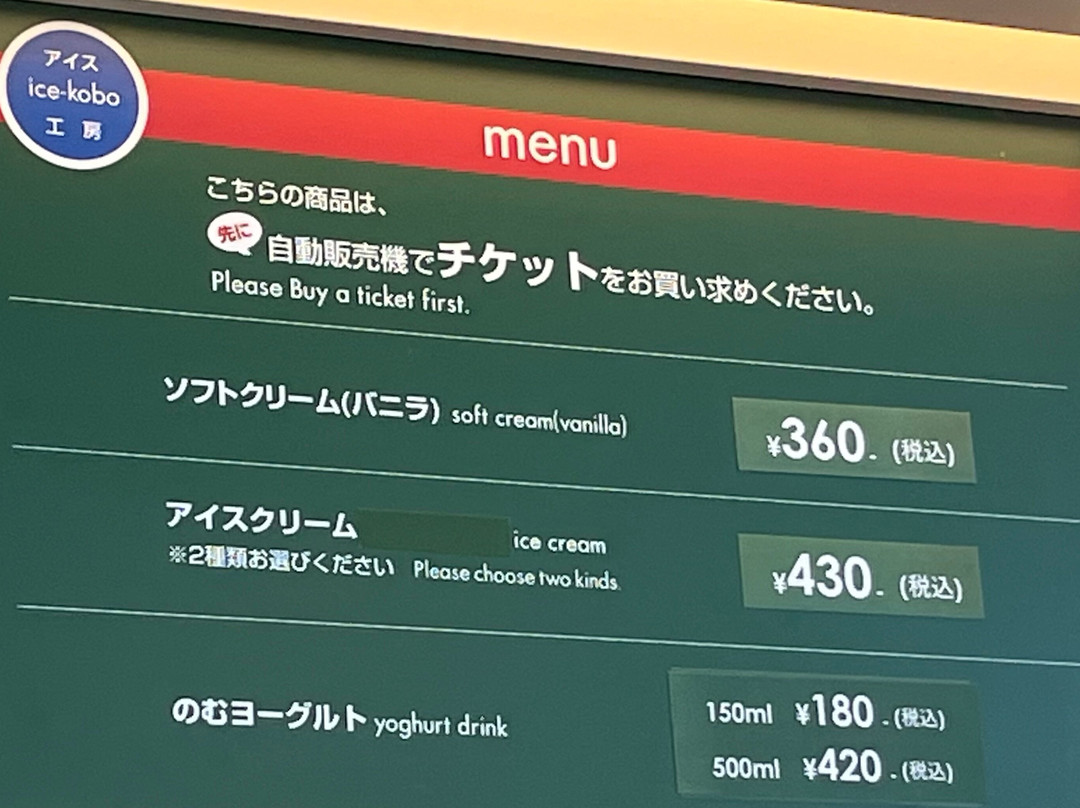 アイス
ice-kobo
工房
menu
こちらの商品は、
先に
自動販売機でチケットをお買い求めください。
Please Buy a ticket first.
ソフトクリーム(バニラ) soft cream(vanilla)
¥360.(税込)
アイスクリーム ice cream
¥430.(税込)
※2種類お選びください Please choose two kinds.
のむヨーグルト yoghurt drink
150ml ¥180.(税込)
500ml ¥420.(税込)